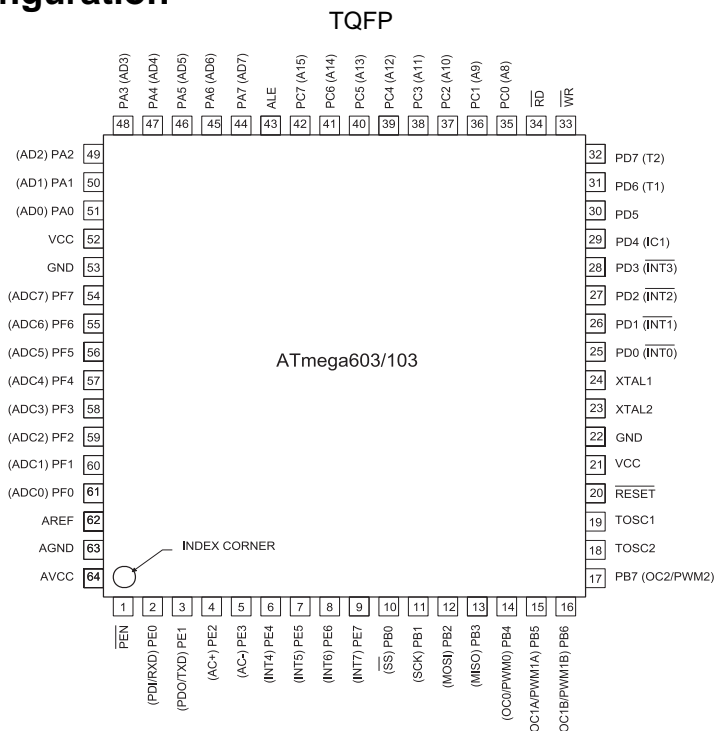 nguration
TQFP
PA3 (AD3)
PA4 (AD4)
PA5 (AD5)
PA6 (AD6)
PA7 (AD7)
ALE
PC7 (A15)
PC6 (A14)
PC5 (A13)
PC4 (A12)
PC3 (A11)
PC2 (A10)
PC1 (A9)
PC0 (A8)
RD
WR
48 47 46 45 44 43 42 41 40 39 38 37 36 35 34 33
(AD2) PA2 49
(AD1) PA1 50
(AD0) PA0 51
VCC 52
GND 53
(ADC7) PF7 54
(ADC6) PF6 55
(ADC5) PF5 56
(ADC4) PF4 57
(ADC3) PF3 58
(ADC2) PF2 59
(ADC1) PF1 60
(ADC0) PF0 61
AREF 62
AGND 63
AVCC 64
ATmega603/103
INDEX CORNER
32 PD7 (T2)
31 PD6 (T1)
30 PD5
29 PD4 (IC1)
28 PD3 (INT3)
27 PD2 (INT2)
26 PD1 (INT1)
25 PD0 (INT0)
24 XTAL1
23 XTAL2
22 GND
21 VCC
20 RESET
19 TOSC1
18 TOSC2
17 PB7 (OC2/PWM2)
1 2 3 4 5 6 7 8 9 10 11 12 13 14 15 16
PEN
(PDI/RXD) PE0
(PDO/TXD) PE1
(AC+) PE2
(AC-) PE3
(INT4) PE4
(INT5) PE5
(INT6) PE6
(INT7) PE7
(SS) PB0
(SCK) PB1
(MOSI) PB2
(MISO) PB3
(OC0/PWM0) PB4
OC1A/PWM1A) PB5
OC1B/PWM1B) PB6